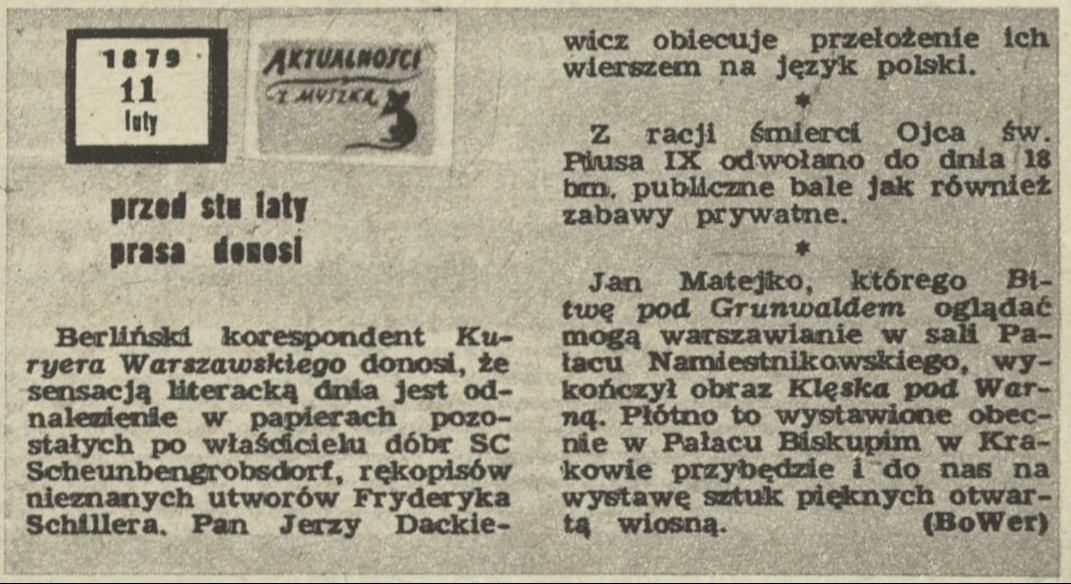 1879
11
luty
AKTUALNOŚCI
Z MYSZKĄ
przed stu laty
prasa donosi
Berliński korespondent Ku-
ryera Warszawskiego donosi, że
sensacją literacką dnia jest od-
nalezienie w papierach pozo-
stałych po właścicielu dóbr SC
Scheunbengrobsdorf, rękopisów
nieznanych utworów Fryderyka
Schillera. Pan Jerzy Dackie-
wicz obiecuje przełożenie ich
wierszem na język polski.
*
Z racji śmierci Ojca św.
Piusa IX odwołano do dnia 18
bm. publiczne bale jak również
zabawy prywatne.
*
Jan Matejko, którego Bi-
twę pod Grunwaldem oglądać
mogą warszawianie w sali Pa-
łacu Namiestnikowskiego, wy-
kończył obraz Klęska pod War-
ną. Płótno to wystawione obec-
nie w Pałacu Biskupim w Kra-
kowie przybędzie i do nas na
wystawę sztuk pięknych otwar-
tą wiosną. (BoWer)